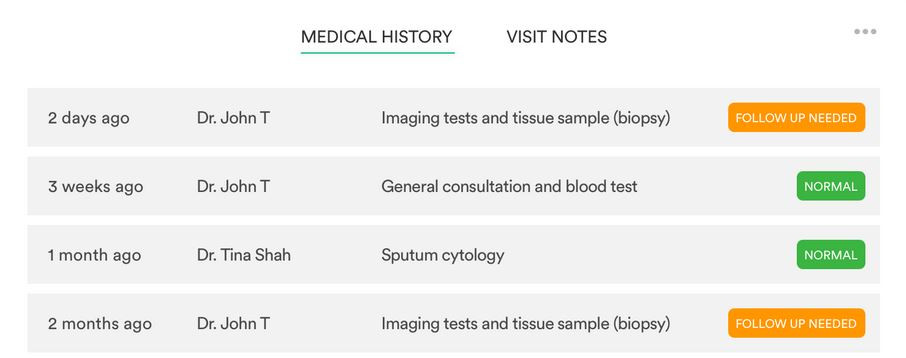 MEDICAL HISTORY VISIT NOTES
2 days ago Dr. John T Imaging tests and tissue sample (biopsy) FOLLOW UP NEEDED
3 weeks ago Dr. John T General consultation and blood test NORMAL
1 month ago Dr. Tina Shah Sputum cytology NORMAL
2 months ago Dr. John T Imaging tests and tissue sample (biopsy) FOLLOW UP NEEDED